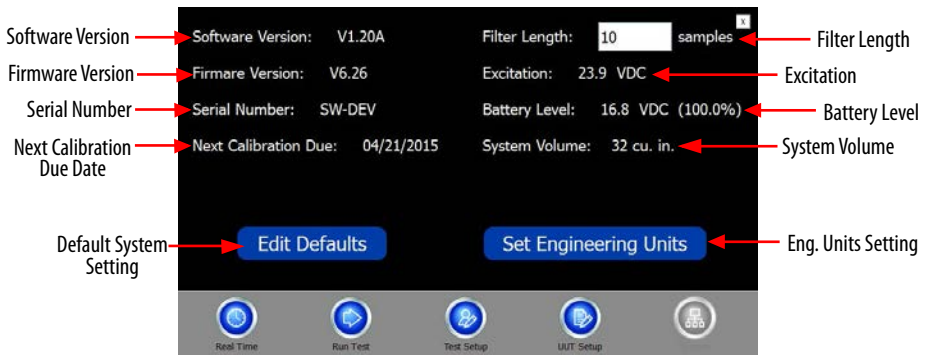 x
Software Version Software Version: V1.20A Filter Length: 10 samples Filter Length
Firmware Version Firmare Version: V6.26 Excitation: 23.9 VDC Excitation
Serial Number Serial Number: SW-DEV Battery Level: 16.8 VDC (100.0%) Battery Level
Next Calibration Due Date Next Calibration Due: 04/21/2015 System Volume: 32 cu. in. System Volume
Default System Setting Edit Defaults Set Engineering Units Eng. Units Setting
Real Time Run Test Test Setup UUT Setup